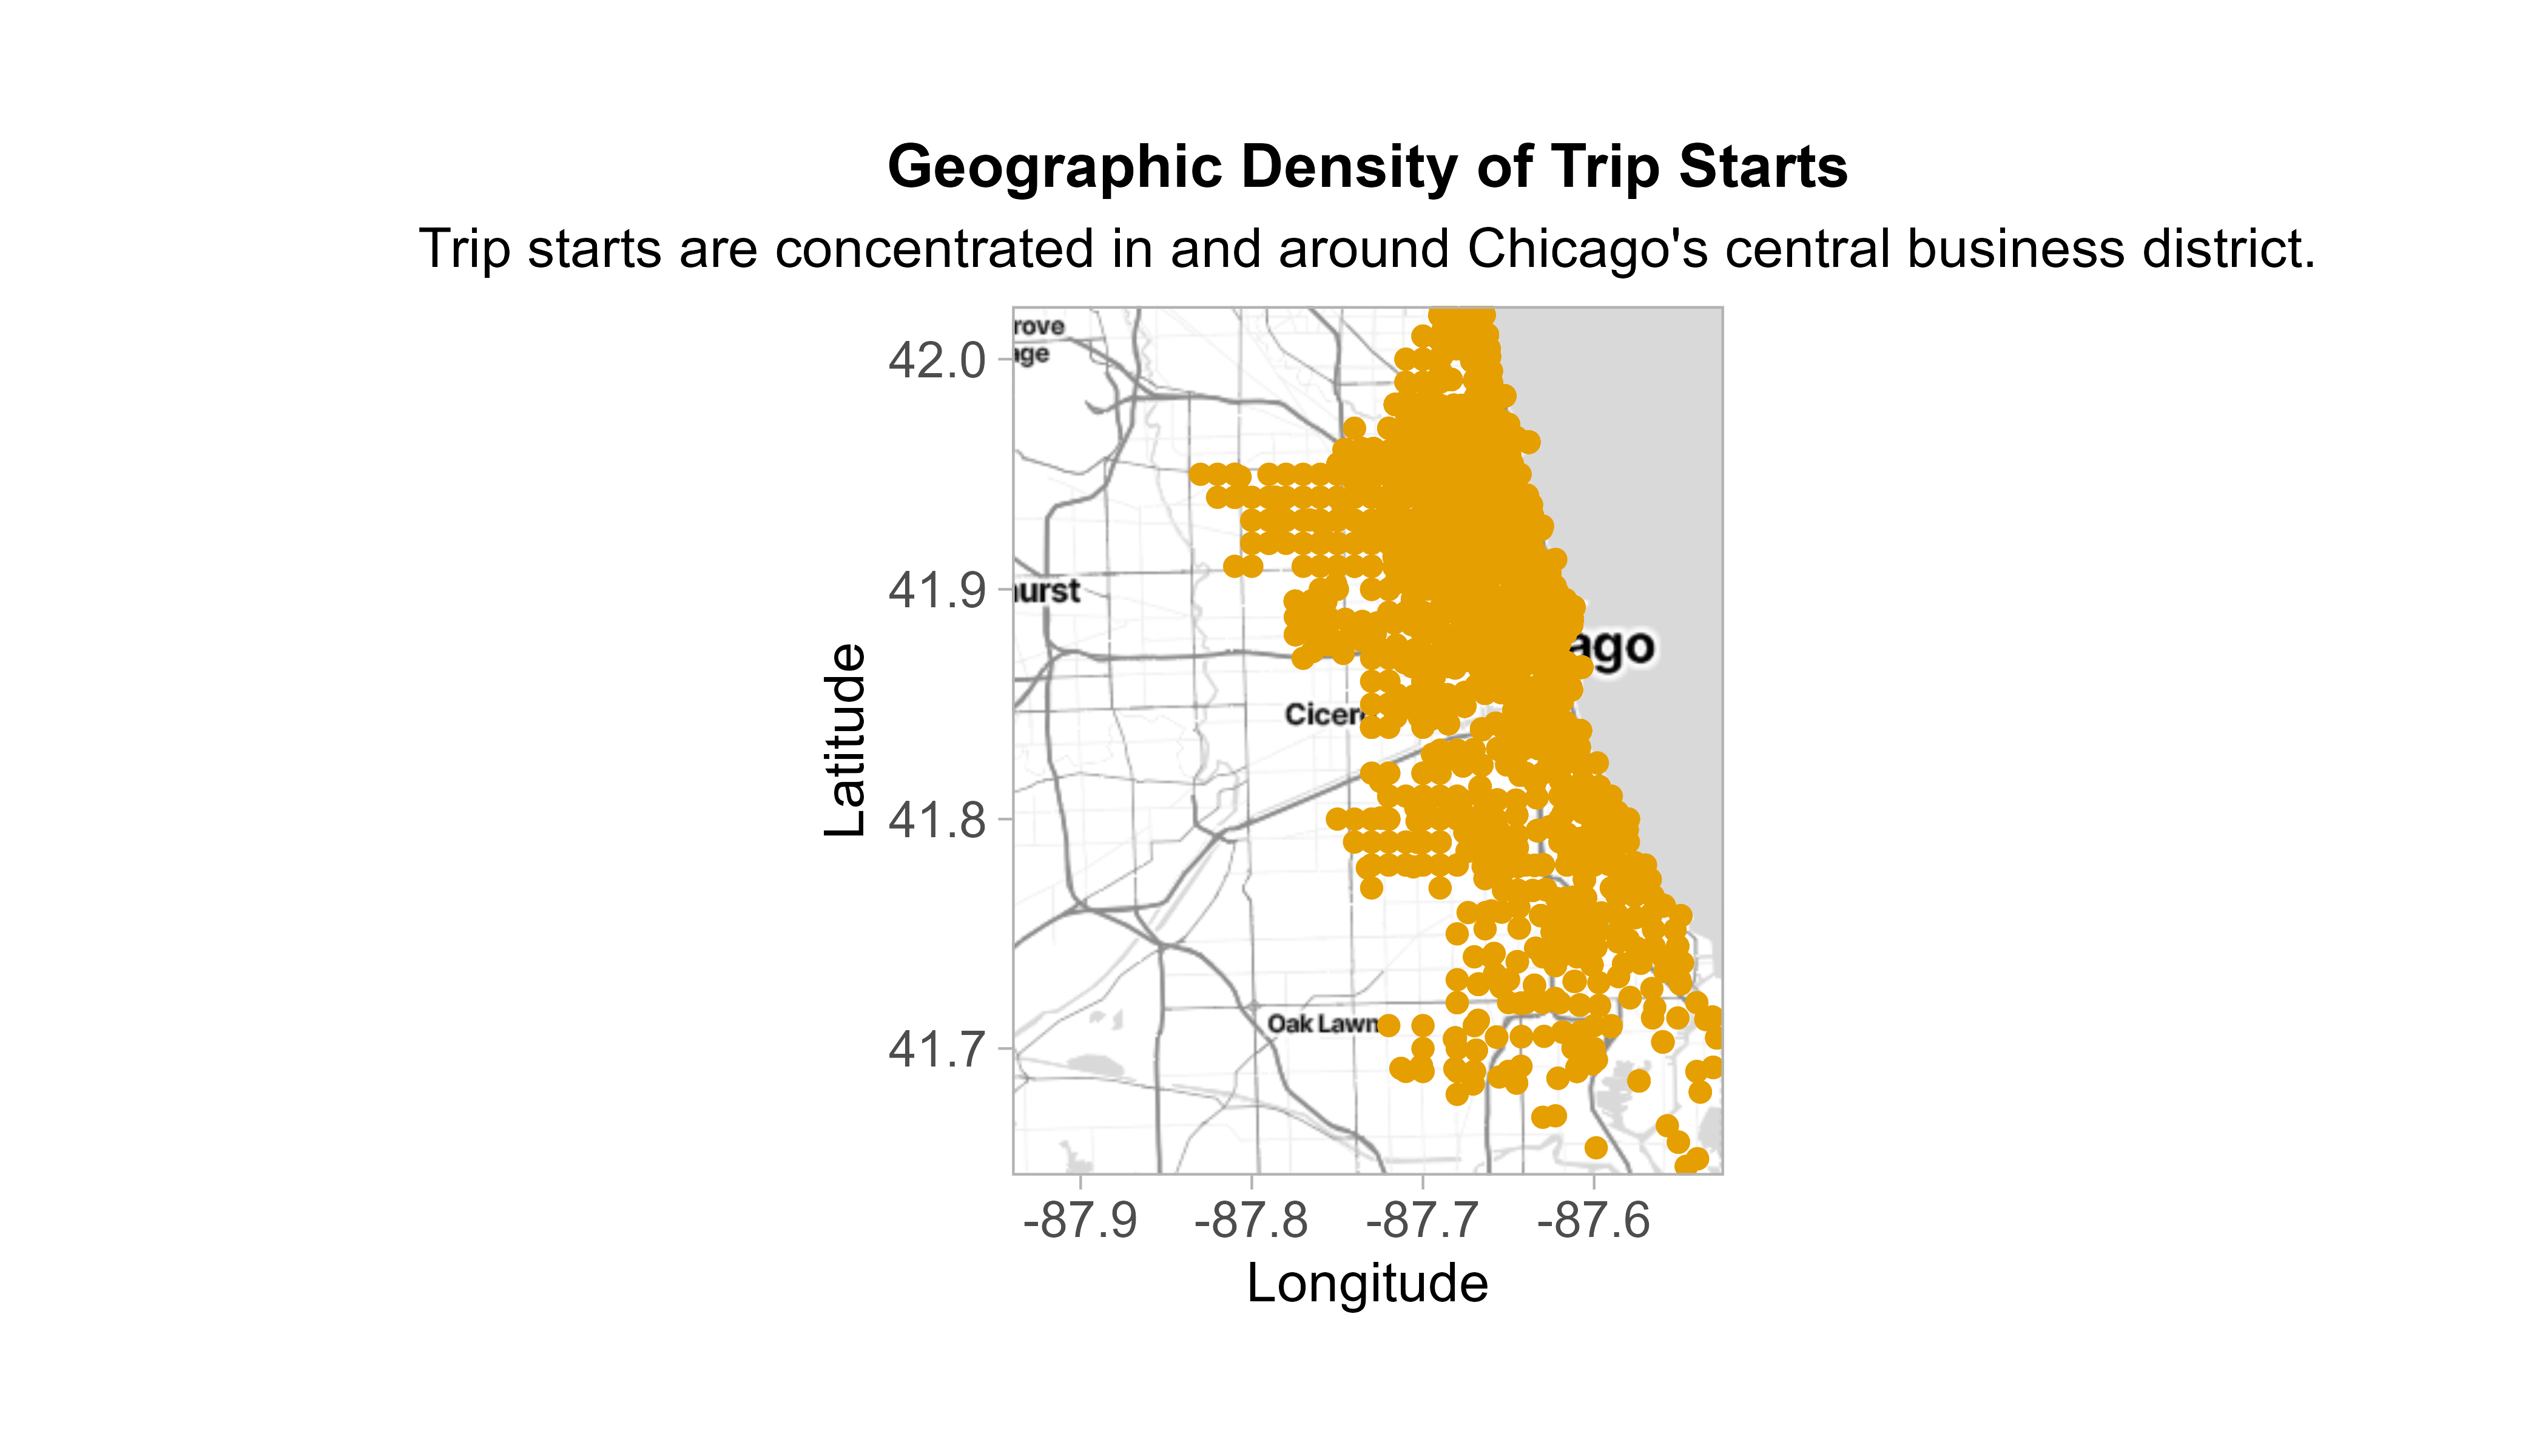 Geographic Density of Trip Starts
Trip starts are concentrated in and around Chicago's central business district.
rove
age
42.0
41.9
urst
ago
Latitude
Cicer
41.8
Oak Lawn
41.7
-87.9 -87.8 -87.7 -87.6
Longitude